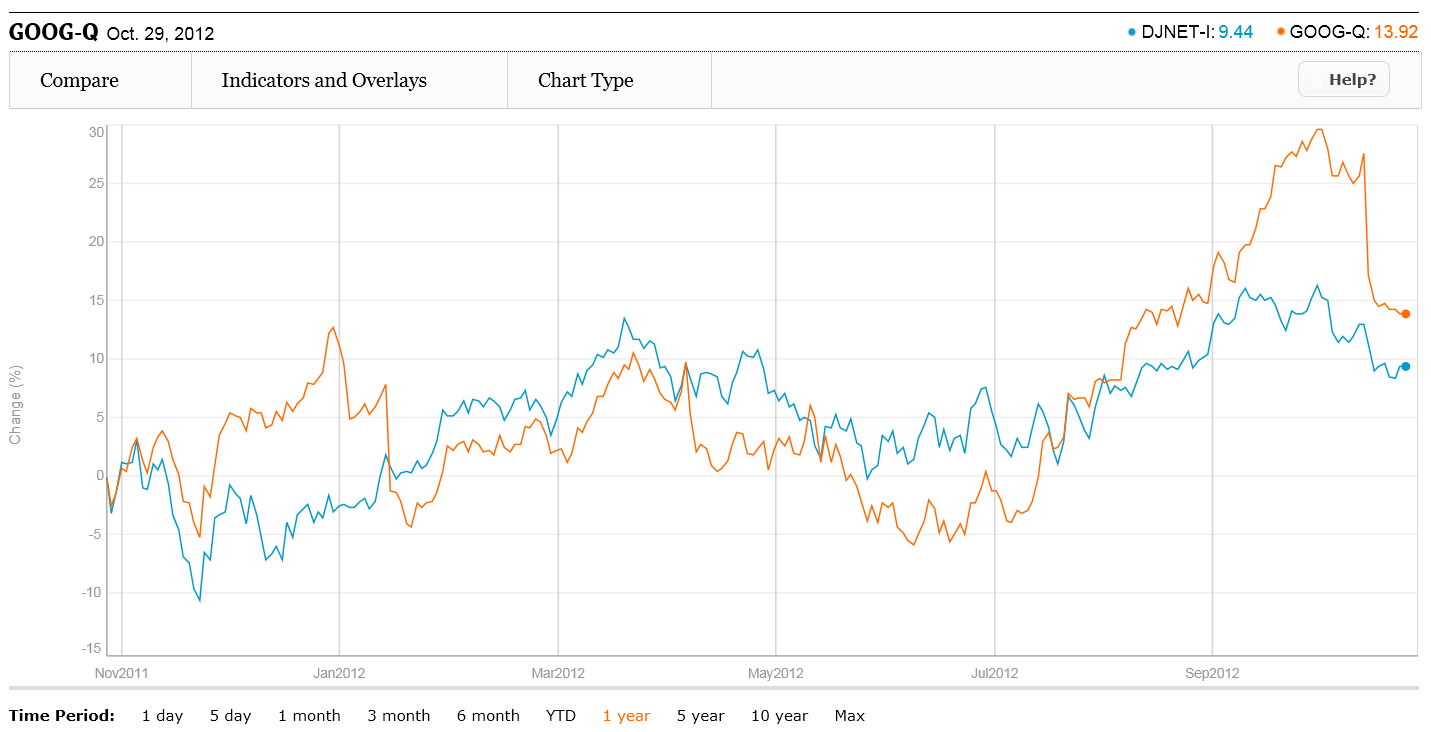 GOOG-Q Oct. 29, 2012 DJNET-I: 9.44 GOOG-Q: 13.92
Compare Indicators and Overlays Chart Type Help?
Change (%)
30
25
20
15
10
5
0
-5
-10
-15
Nov2011 Jan2012 Mar2012 May2012 Jul2012 Sep2012
Time Period: 1 day 5 day 1 month 3 month 6 month YTD 1 year 5 year 10 year Max